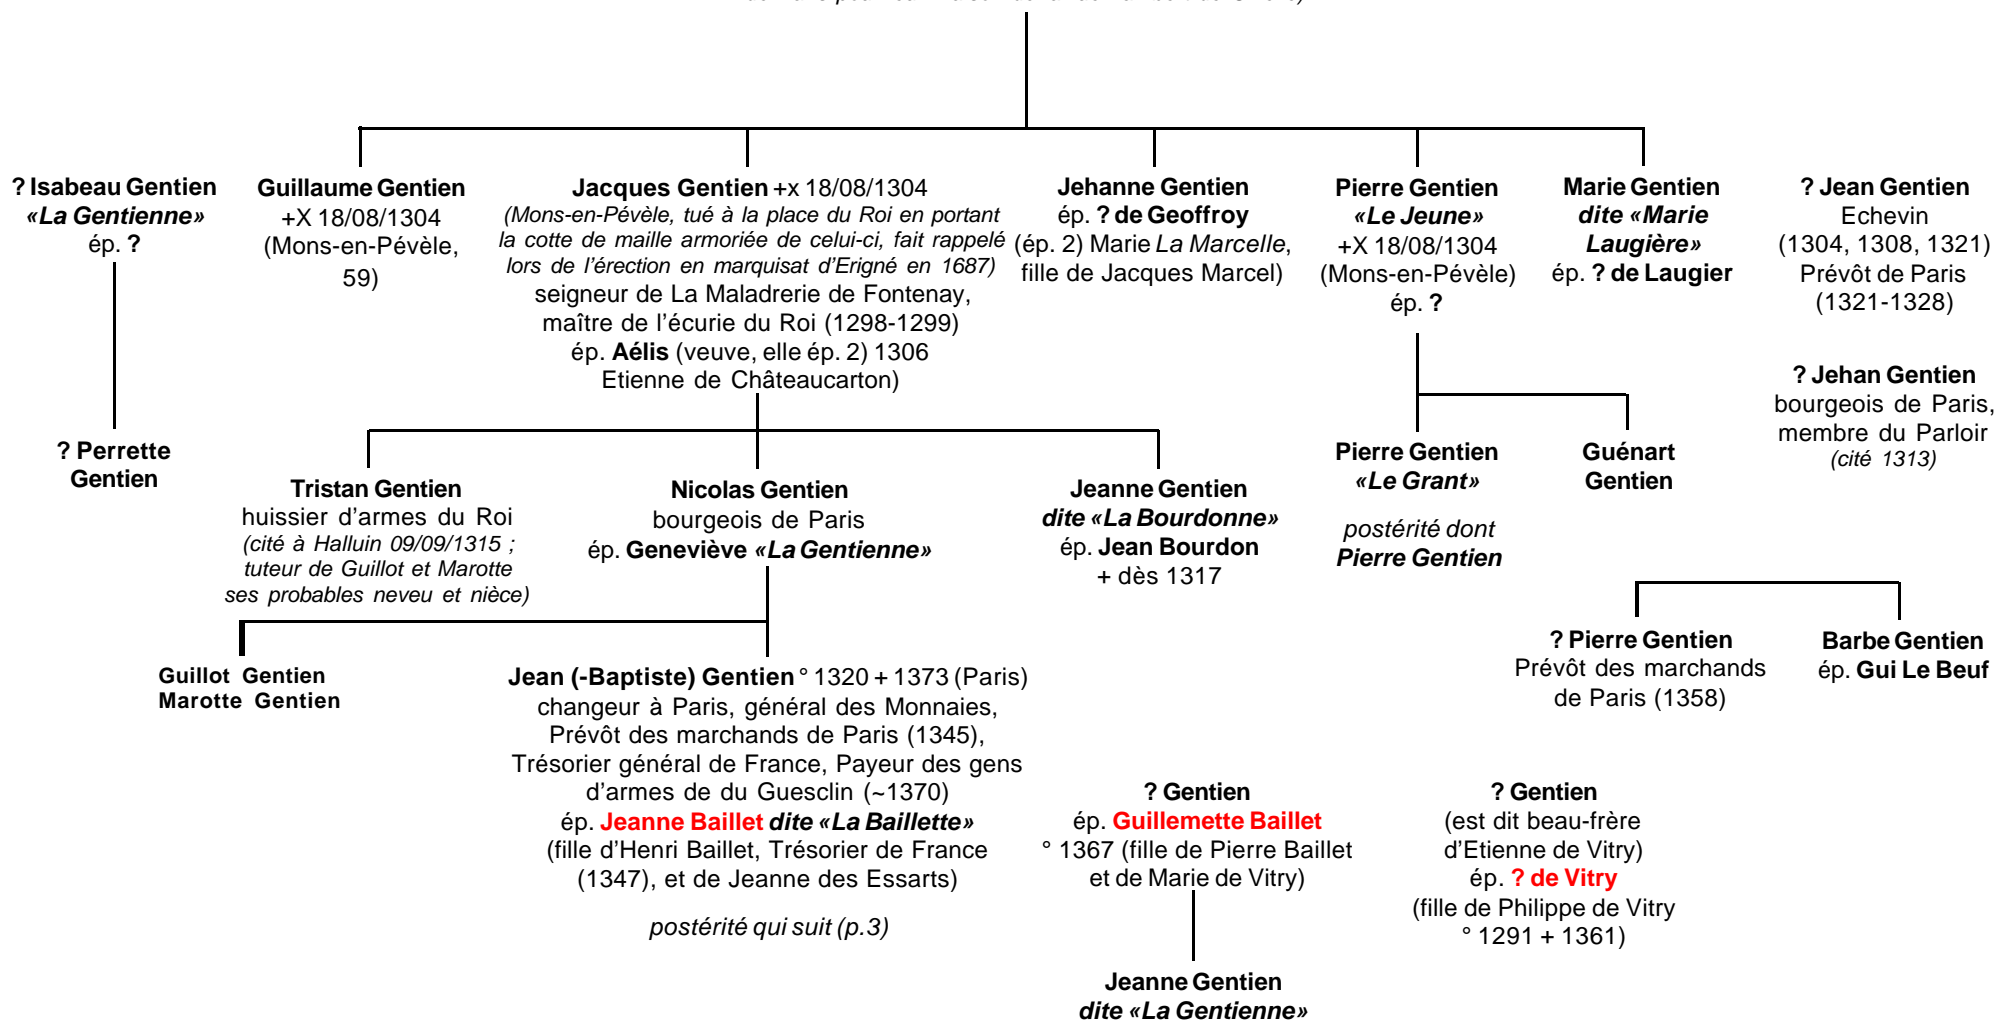 ? Isabeau Gentien
«La Gentienne»
ép. ?
Guillaume Gentien
+X 18/08/1304
(Mons-en-Pévèle,
59)
Jacques Gentien +x 18/08/1304
(Mons-en-Pévèle, tué à la place du Roi en portant
la cotte de maille armoriée de celui-ci, fait rappelé
lors de l'érection en marquisat d'Erigné en 1687)
seigneur de La Maladrerie de Fontenay,
maître de l'écurie du Roi (1298-1299)
ép. Aélis (veuve, elle ép. 2) 1306
Etienne de Châteaucarton)
Jehanne Gentien
ép. ? de Geoffroy
(ép. 2) Marie La Marcelle,
fille de Jacques Marcel)
Pierre Gentien
«Le Jeune»
+X 18/08/1304
(Mons-en-Pévèle)
ép. ?
Marie Gentien
dite «Marie
Laugière»
ép. ? de Laugier
? Jean Gentien
Echevin
(1304, 1308, 1321)
Prévôt de Paris
(1321-1328)
? Jehan Gentien
bourgeois de Paris,
membre du Parloir
(cité 1313)
? Perrette
Gentien
Tristan Gentien
huissier d'armes du Roi
(cité à Halluin 09/09/1315 ;
tuteur de Guillot et Marotte
ses probables neveu et nièce)
Nicolas Gentien
bourgeois de Paris
ép. Geneviève «La Gentienne»
Jeanne Gentien
dite «La Bourdonne»
ép. Jean Bourdon
+ dès 1317
Pierre Gentien
«Le Grant»
postérité dont
Pierre Gentien
Guénart
Gentien
Guillot Gentien
Marotte Gentien
Jean (-Baptiste) Gentien ° 1320 + 1373 (Paris)
changeur à Paris, général des Monnaies,
Prévôt des marchands de Paris (1345),
Trésorier général de France, Payeur des gens
d'armes de du Guesclin (~1370)
ép. Jeanne Baillet dite «La Baillette»
(fille d'Henri Baillet, Trésorier de France
(1347), et de Jeanne des Essarts)
postérité qui suit (p.3)
? Pierre Gentien
Prévôt des marchands
de Paris (1358)
Barbe Gentien
ép. Gui Le Beuf
? Gentien
ép. Guillemette Baillet
° 1367 (fille de Pierre Baillet
et de Marie de Vitry)
? Gentien
(est dit beau-frère
d'Etienne de Vitry)
ép. ? de Vitry
(fille de Philippe de Vitry
° 1291 + 1361)
Jeanne Gentien
dite «La Gentienne»